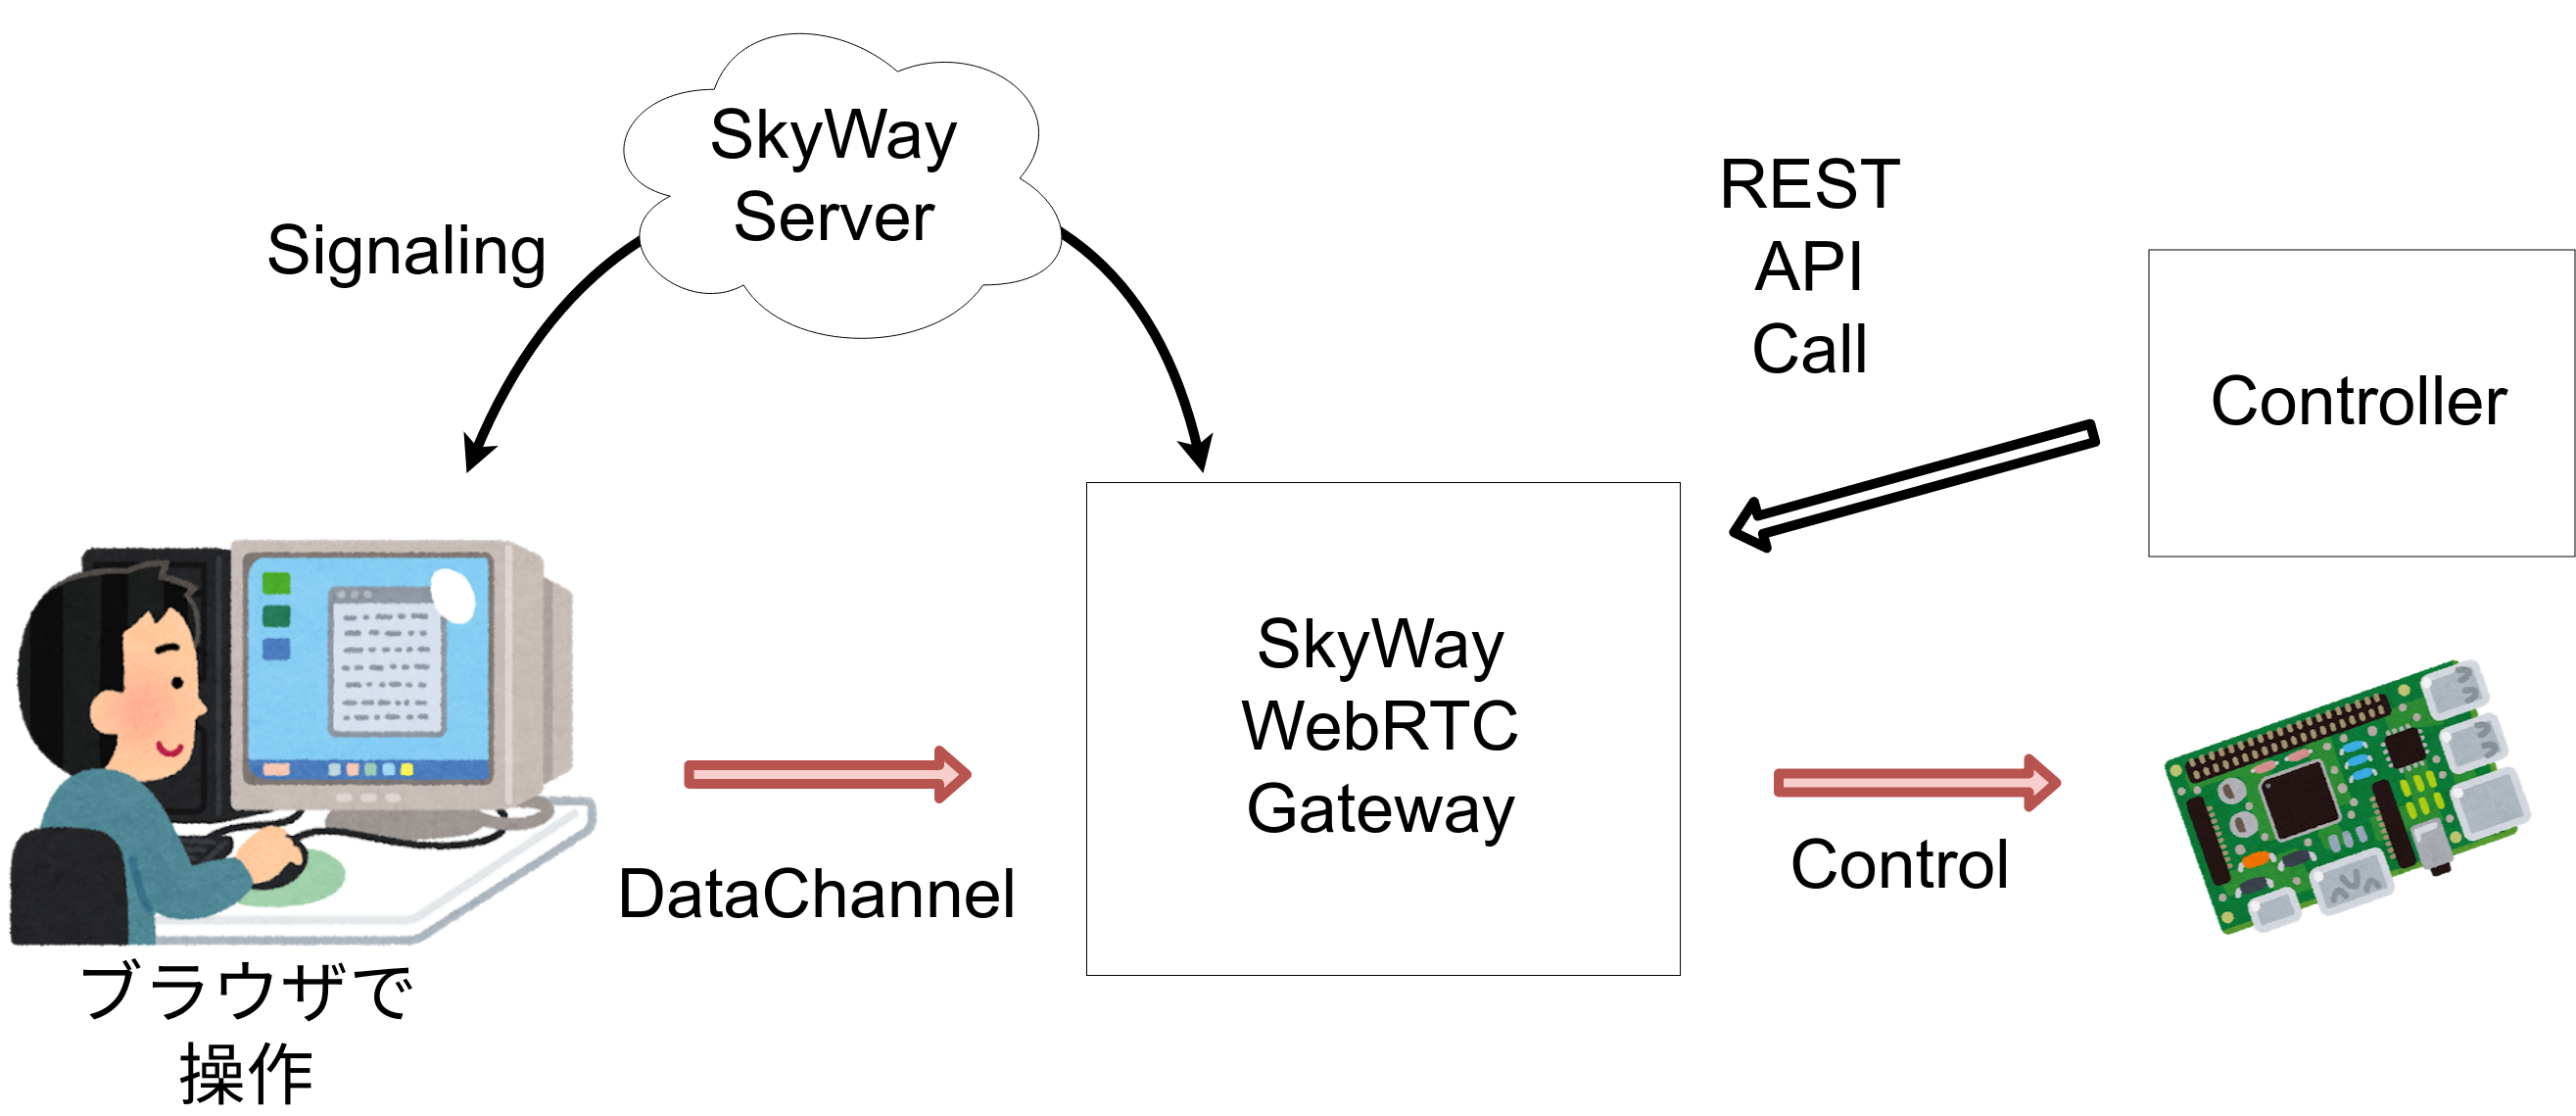 SkyWay
Server
Signaling
REST
API
Call
Controller
SkyWay
WebRTC
Gateway
DataChannel
Control
ブラウザで
操作